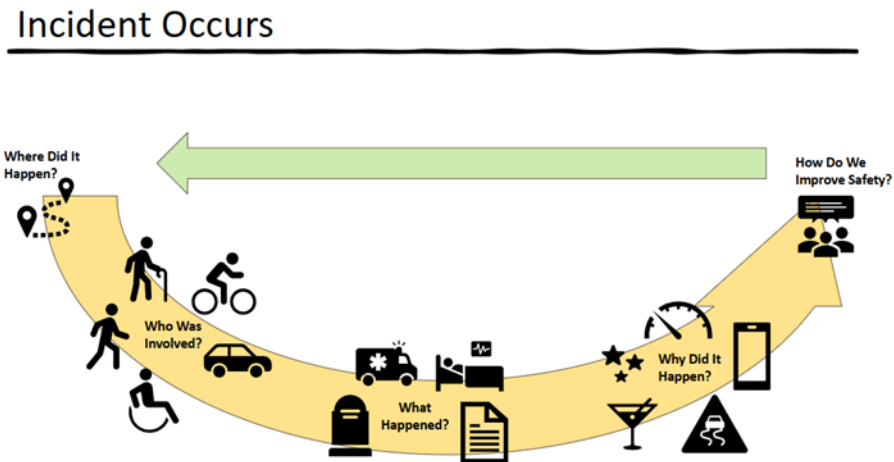 Incident Occurs
Where Did It
Happen?
How Do We
Improve Safety?
Who Was
Involved?
What
Happened?
Why Did It
Happen?